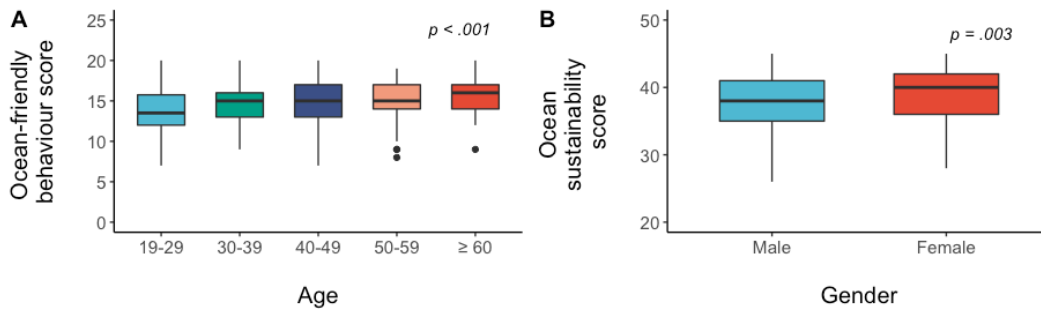 A
Ocean-friendly
behaviour score
25
20
15
10
5
0
p < .001
19-29 30-39 40-49 50-59 ≥ 60
Age
B
Ocean
sustainability
score
50
40
30
20
p = .003
Male Female
Gender